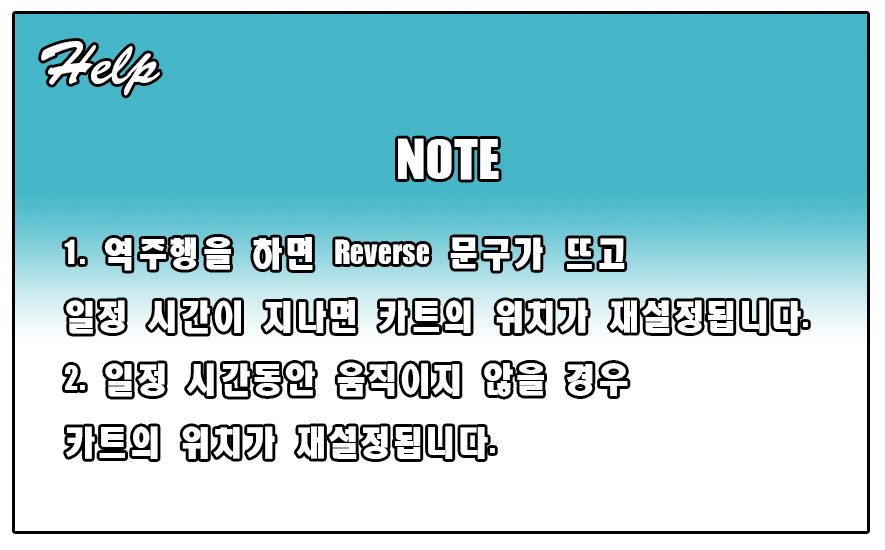 Help
NOTE
1. 역주행을 하면 Reverse 문구가 뜨고
일정 시간이 지나면 카트의 위치가 재설정됩니다.
2. 일정 시간동안 움직이지 않을 경우
카트의 위치가 재설정됩니다.